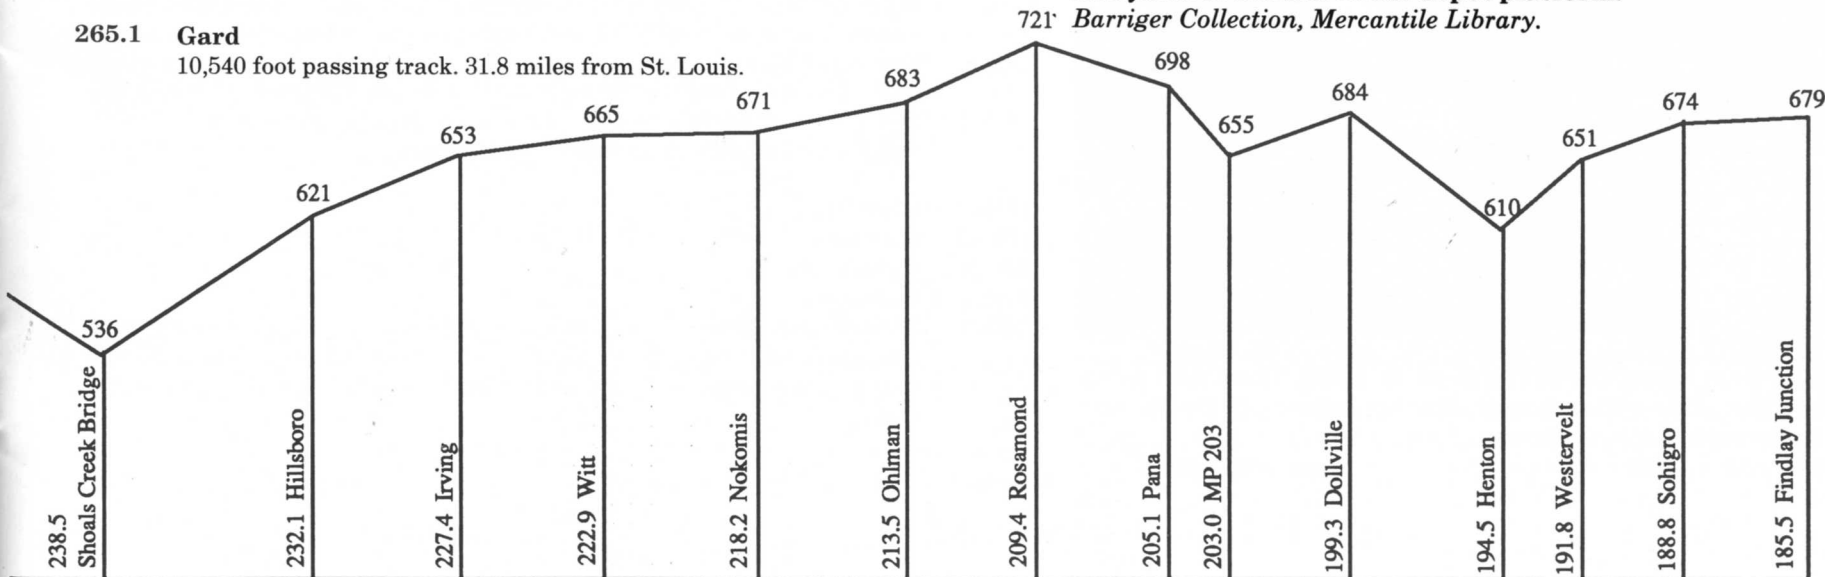 Barriger Collection, Mercantile Library.
265.1 Gard
10,540 foot passing track. 31.8 miles from St. Louis.
536
621
653
665
671
683
721
698
655
684
610
651
674
679
238.5
Shoals Creek Bridge
232.1 Hillsboro
227.4 Irving
222.9 Witt
218.2 Nokomis
213.5 Ohlman
209.4 Rosamond
205.1 Pana
203.0 MP 203
199.3 Dollville
194.5 Henton
191.8 Westervelt
188.8 Sohigro
185.5 Findlay Junction